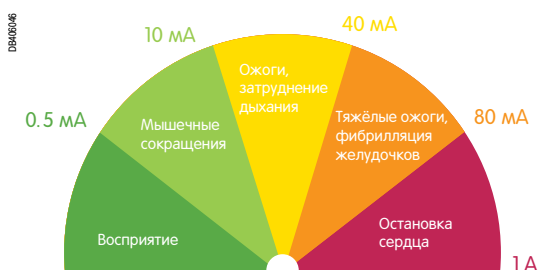 DB406046
10 мА
40 мА
0.5 мА
80 мА
1 А
Ожоги,
затруднение
дыхания
Мышечные
сокращения
Тяжёлые ожоги,
фибрилляция
желудочков
Восприятие
Остановка
сердца